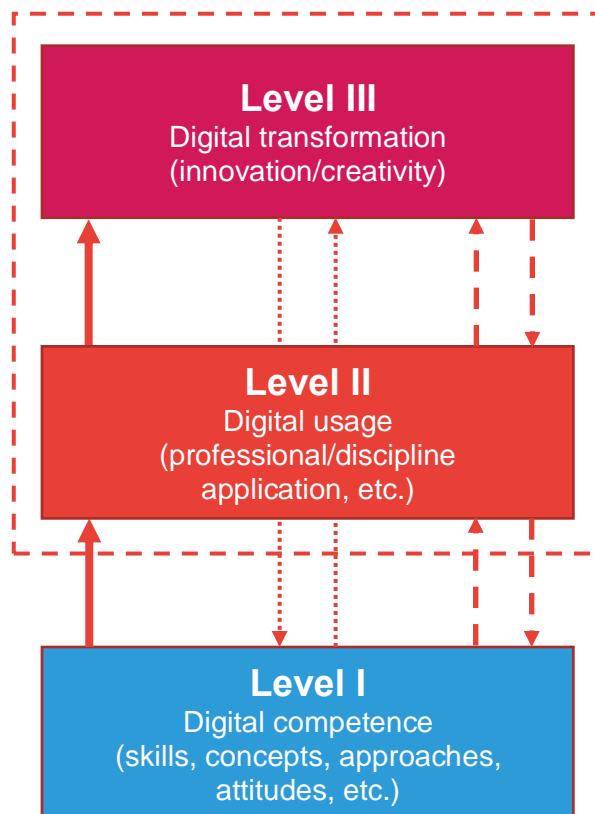 Level III
Digital transformation
(innovation/creativity)
Level II
Digital usage
(professional/discipline
application, etc.)
Level I
Digital competence
(skills, concepts, approaches,
attitudes, etc.)